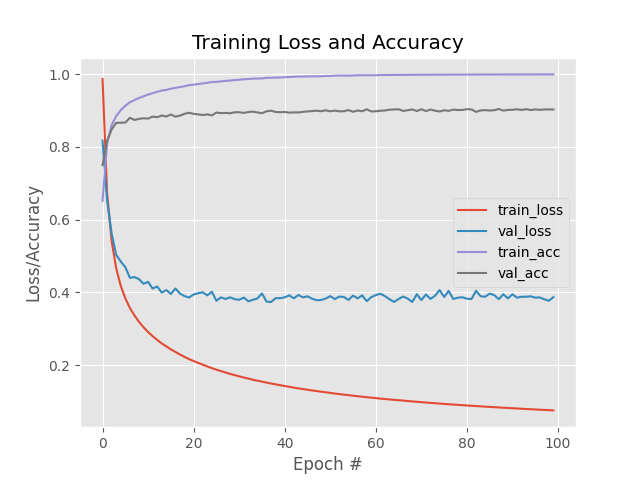 Training Loss and Accuracy
1.0
0.8
0.6
0.4
0.2
Loss/Accuracy
train_loss
val_loss
train_acc
val_acc
0 20 40 60 80 100
Epoch #